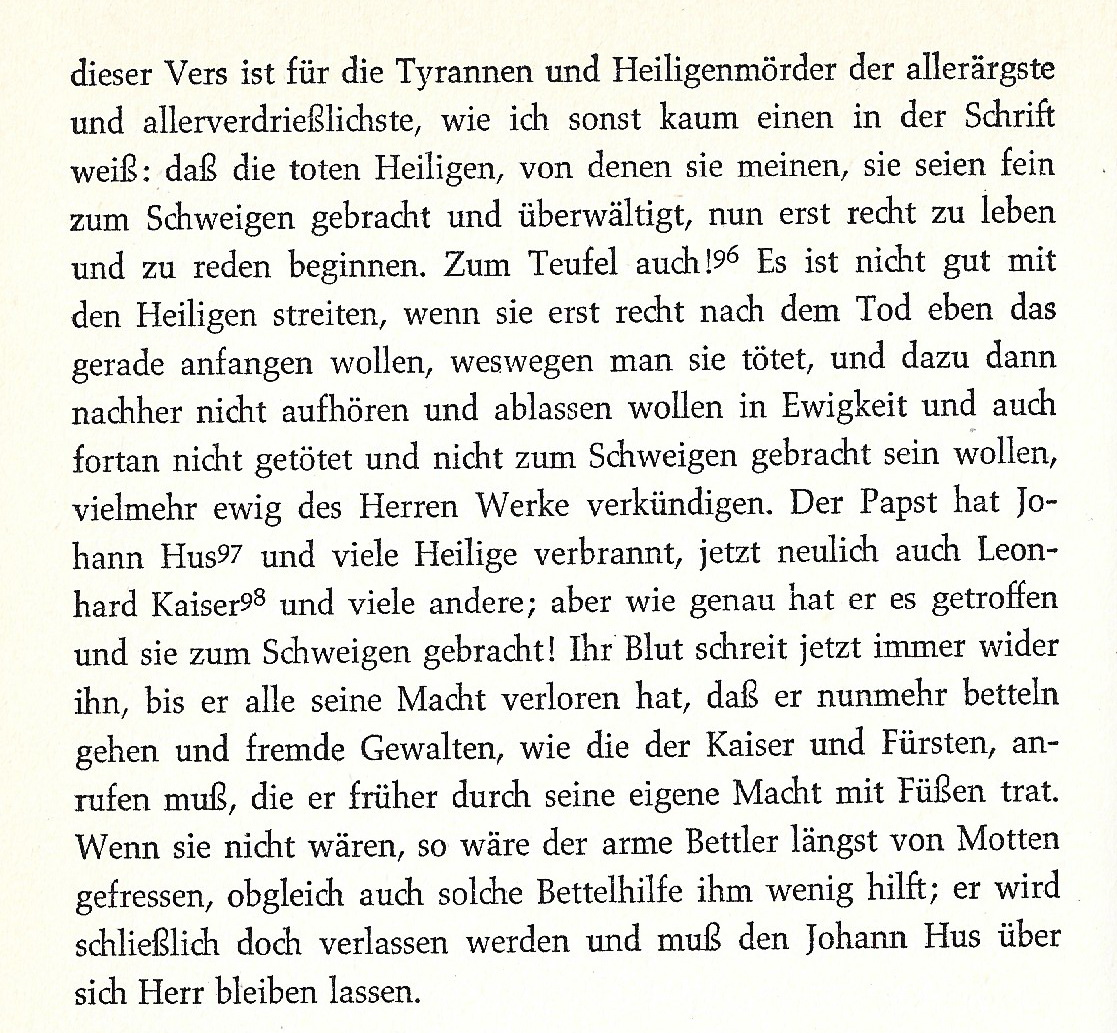 dieser Vers ist für die Tyrannen und Heiligenmörder der allerärgste
und allerverdrießlichste, wie ich sonst kaum einen in der Schrift
weiß: daß die toten Heiligen, von denen sie meinen, sie seien fein
zum Schweigen gebracht und überwältigt, nun erst recht zu leben
und zu reden beginnen. Zum Teufel auch!96 Es ist nicht gut mit
den Heiligen streiten, wenn sie erst recht nach dem Tod eben das
gerade anfangen wollen, weswegen man sie tötet, und dazu dann
nachher nicht aufhören und ablassen wollen in Ewigkeit und auch
fortan nicht getötet und nicht zum Schweigen gebracht sein wollen,
vielmehr ewig des Herren Werke verkündigen. Der Papst hat Jo-
hann Hus97 und viele Heilige verbrannt, jetzt neulich auch Leon-
hard Kaiser98 und viele andere; aber wie genau hat er es getroffen
und sie zum Schweigen gebracht! Ihr Blut schreit jetzt immer wider
ihn, bis er alle seine Macht verloren hat, daß er nunmehr betteln
gehen und fremde Gewalten, wie die der Kaiser und Fürsten, an-
rufen muß, die er früher durch seine eigene Macht mit Füßen trat.
Wenn sie nicht wären, so wäre der arme Bettler längst von Motten
gefressen, obgleich auch solche Bettelhilfe ihm wenig hilft; er wird
schließlich doch verlassen werden und muß den Johann Hus über
sich Herr bleiben lassen.